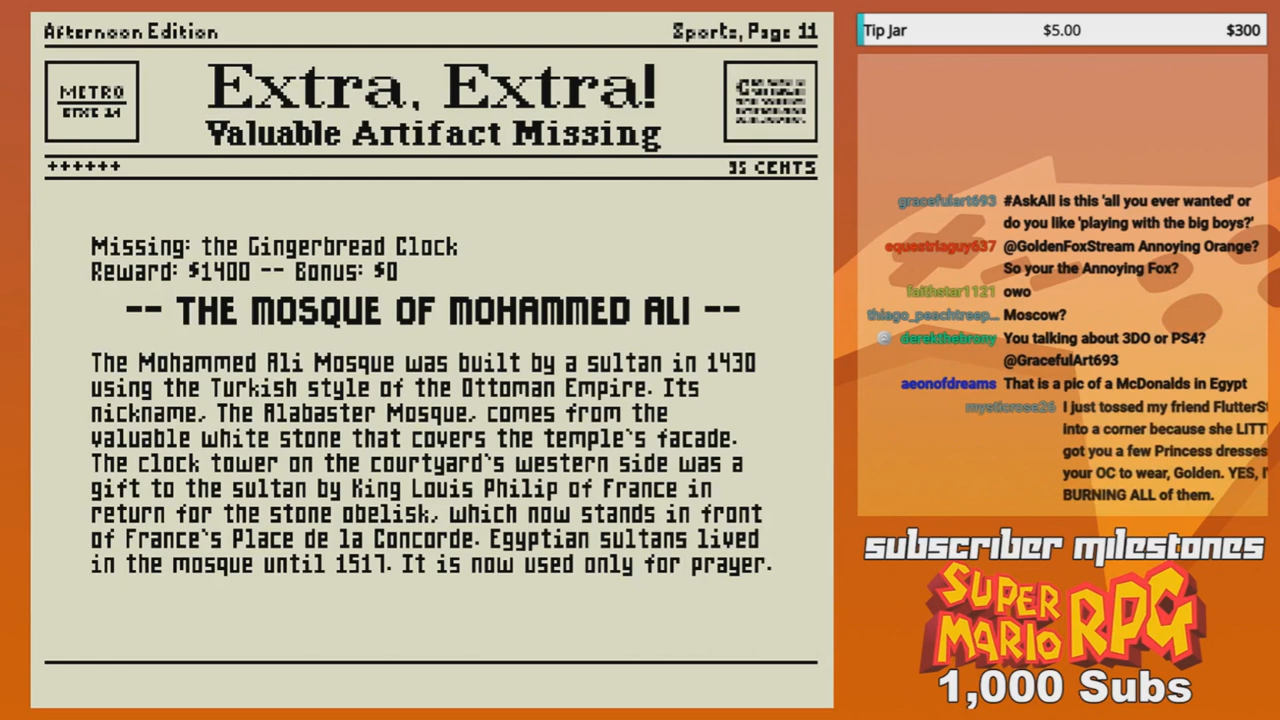 Afternoon Edition
Sports, Page 11
METRO
Extra, Extra!
Valuable Artifact Missing
++++++
35 CENTS
Missing: the Gingerbread Clock
Reward: $1400 -- Bonus: $0
-- THE MOSQUE OF MOHAMMED ALI --
The Mohammed Ali Mosque was built by a sultan in 1430
using the Turkish style of the Ottoman Empire. Its
nickname, The Alabaster Mosque, comes from the
valuable white stone that covers the temple's facade.
The clock tower on the courtyard's western side was a
gift to the sultan by King Louis Philip of France in
return for the stone obelisk, which now stands in front
of France's Place de la Concorde. Egyptian sultans lived
in the mosque until 1517. It is now used only for prayer.
Tip Jar $5.00 $300
gracefulart693 #AskAll is this 'all you ever wanted' or
do you like 'playing with the big boys?'
equestriaguy637 @GoldenFoxStream Annoying Orange?
So your the Annoying Fox?
faithstar1121 owo
thiago_peachtreep... Moscow?
derekthebrony You talking about 3DO or PS4?
@GracefulArt693
aeonofdreams That is a pic of a McDonalds in Egypt
mysticrose26 I just tossed my friend FlutterSt
into a corner because she LITT
got you a few Princess dresses
your OC to wear, Golden. YES, I'
BURNING ALL of them.
subscriber milestones
SUPER
MARIO RPG
1,000 Subs